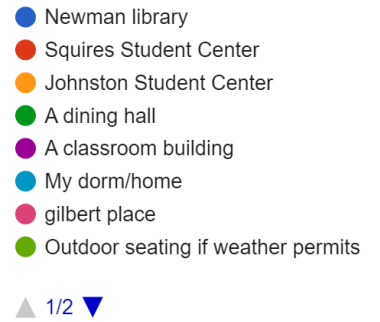 Newman library
Squires Student Center
Johnston Student Center
A dining hall
A classroom building
My dorm/home
gilbert place
Outdoor seating if weather permits
1/2